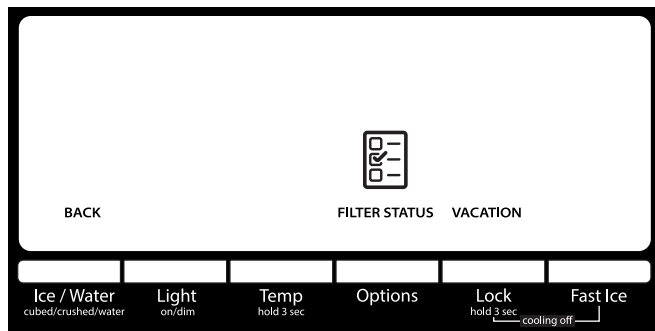 BACK FILTER STATUS VACATION
Ice / Water Light Temp Options Lock Fast Ice
cubed/crushed/water on/dim hold 3 sec hold 3 sec
cooling off